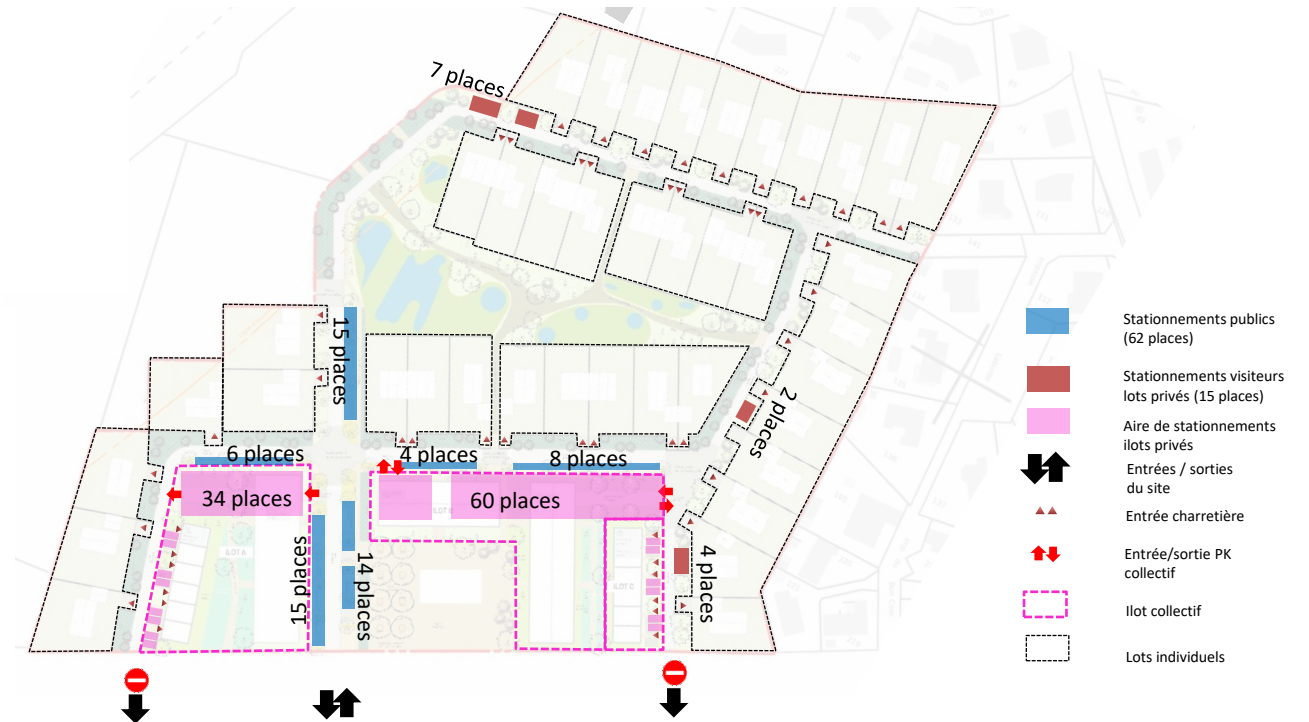 7 places
15 places
2 places
6 places
4 places
8 places
34 places
60 places
15 places
14 places
4 places
ILOT A
Stationnements publics
(62 places)
Stationnements visiteurs
lots privés (15 places)
Aire de stationnements
ilots privés
Entrées / sorties
du site
Entrée charretière
Entrée/sortie PK
collectif
Ilot collectif
Lots individuels